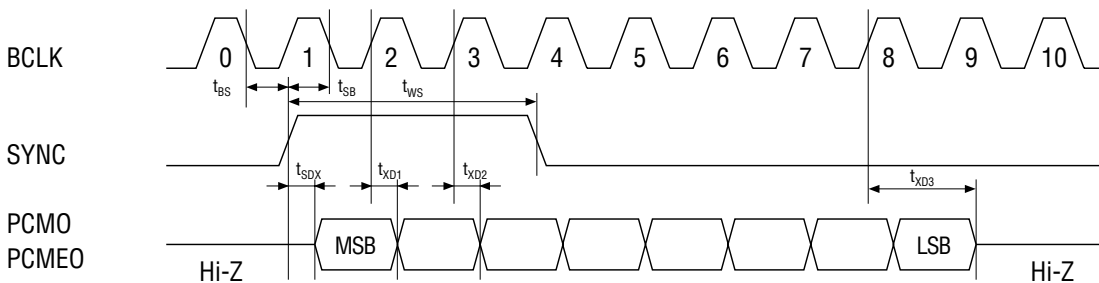 BCLK 0 1 2 3 4 5 6 7 8 9 10
tBS tSB tWS
SYNC
tSDX tXD1 tXD2 tXD3
PCMO
PCMEO
MSB LSB
Hi-Z Hi-Z